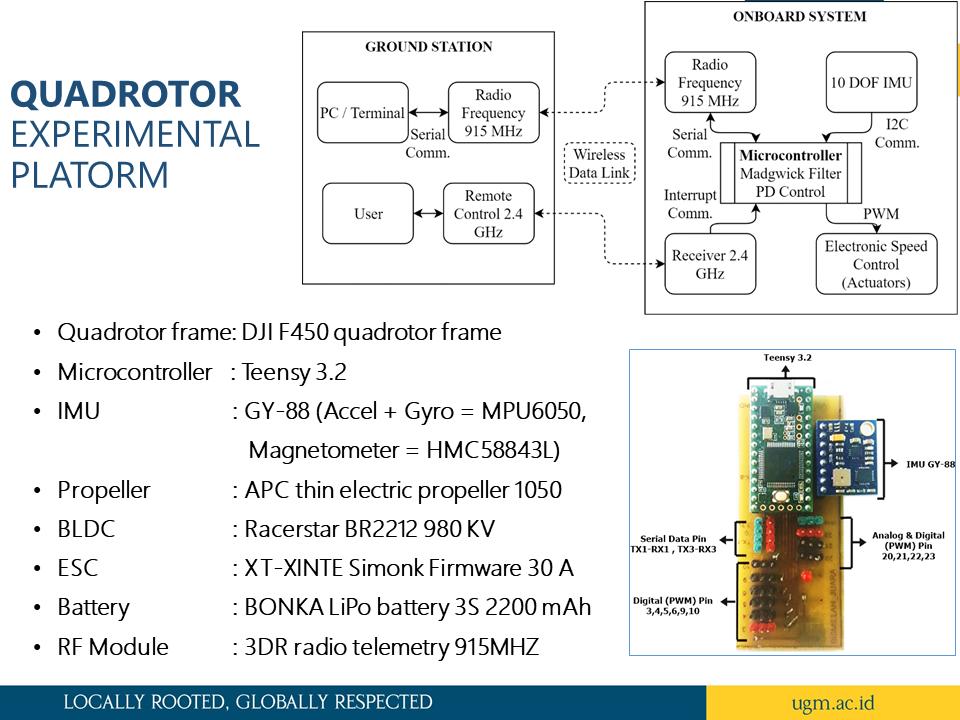 QUADROTOR
EXPERIMENTAL
PLATORM
GROUND STATION
PC / Terminal
Serial
Comm.
Radio
Frequency
915 MHz
User
Remote
Control 2.4
GHz
Wireless
Data Link
ONBOARD SYSTEM
Radio
Frequency
915 MHz
10 DOF IMU
Serial
Comm.
I2C
Comm.
Microcontroller
Madgwick Filter
PD Control
Interrupt
Comm.
PWM
Receiver 2.4
GHz
Electronic Speed
Control
(Actuators)
• Quadrotor frame: DJI F450 quadrotor frame
• Microcontroller : Teensy 3.2
• IMU : GY-88 (Accel + Gyro = MPU6050,
Magnetometer = HMC58843L)
• Propeller : APC thin electric propeller 1050
• BLDC : Racerstar BR2212 980 KV
• ESC : XT-XINTE Simonk Firmware 30 A
• Battery : BONKA LiPo battery 3S 2200 mAh
• RF Module : 3DR radio telemetry 915MHZ
Teensy 3.2
IMU GY-88
Serial Data Pin
TX1-RX1 , TX3-RX3
Analog & Digital
(PWM) Pin
20,21,22,23
Digital (PWM) Pin
3,4,5,6,9,10
BISMILLAH_JUARA
LOCALLY ROOTED, GLOBALLY RESPECTED
ugm.ac.id